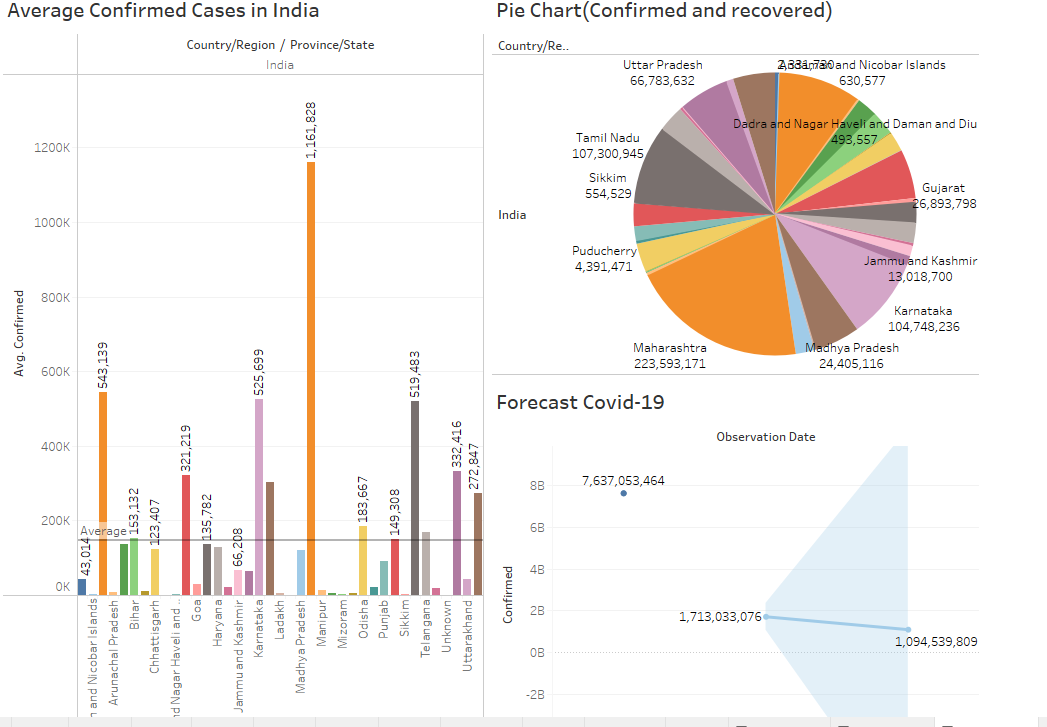 Average Confirmed Cases in India
Country/Region / Province/State
India
Avg. Confirmed
1200K
1000K
800K
600K
400K
200K
0K
Average
43,014
543,139
153,132
123,407
321,219
135,782
66,208
525,699
1,161,828
183,667
149,308
519,483
332,416
272,847
n and Nicobar Islands
Arunachal Pradesh
Bihar
Chhattisgarh
d Nagar Haveli and ..
Goa
Haryana
Jammu and Kashmir
Karnataka
Ladakh
Madhya Pradesh
Manipur
Mizoram
Odisha
Punjab
Sikkim
Telangana
Unknown
Uttarakhand
Pie Chart(Confirmed and recovered)
Country/Re..
India
Uttar Pradesh
66,783,632
and Nicobar Islands
630,577
Dadra and Nagar Haveli and Daman and Diu
493,557
Tamil Nadu
107,300,945
Sikkim
554,529
Gujarat
26,893,798
Puducherry
4,391,471
Jammu and Kashmir
13,018,700
Karnataka
104,748,236
Maharashtra
223,593,171
Madhya Pradesh
24,405,116
Forecast Covid-19
Observation Date
Confirmed
8B
6B
4B
2B
0B
-2B
7,637,053,464
1,713,033,076
1,094,539,809